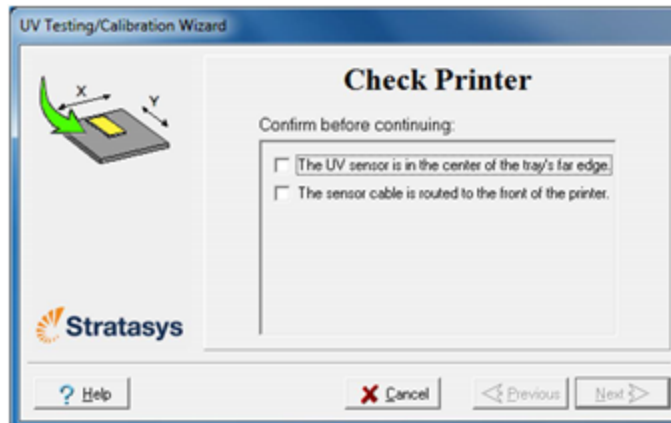 UV Testing/Calibration Wizard
X
Y
Check Printer
Confirm before continuing:
The UV sensor is in the center of the tray's far edge.
The sensor cable is routed to the front of the printer.
Stratasys
? Help
Cancel
Previous
Next